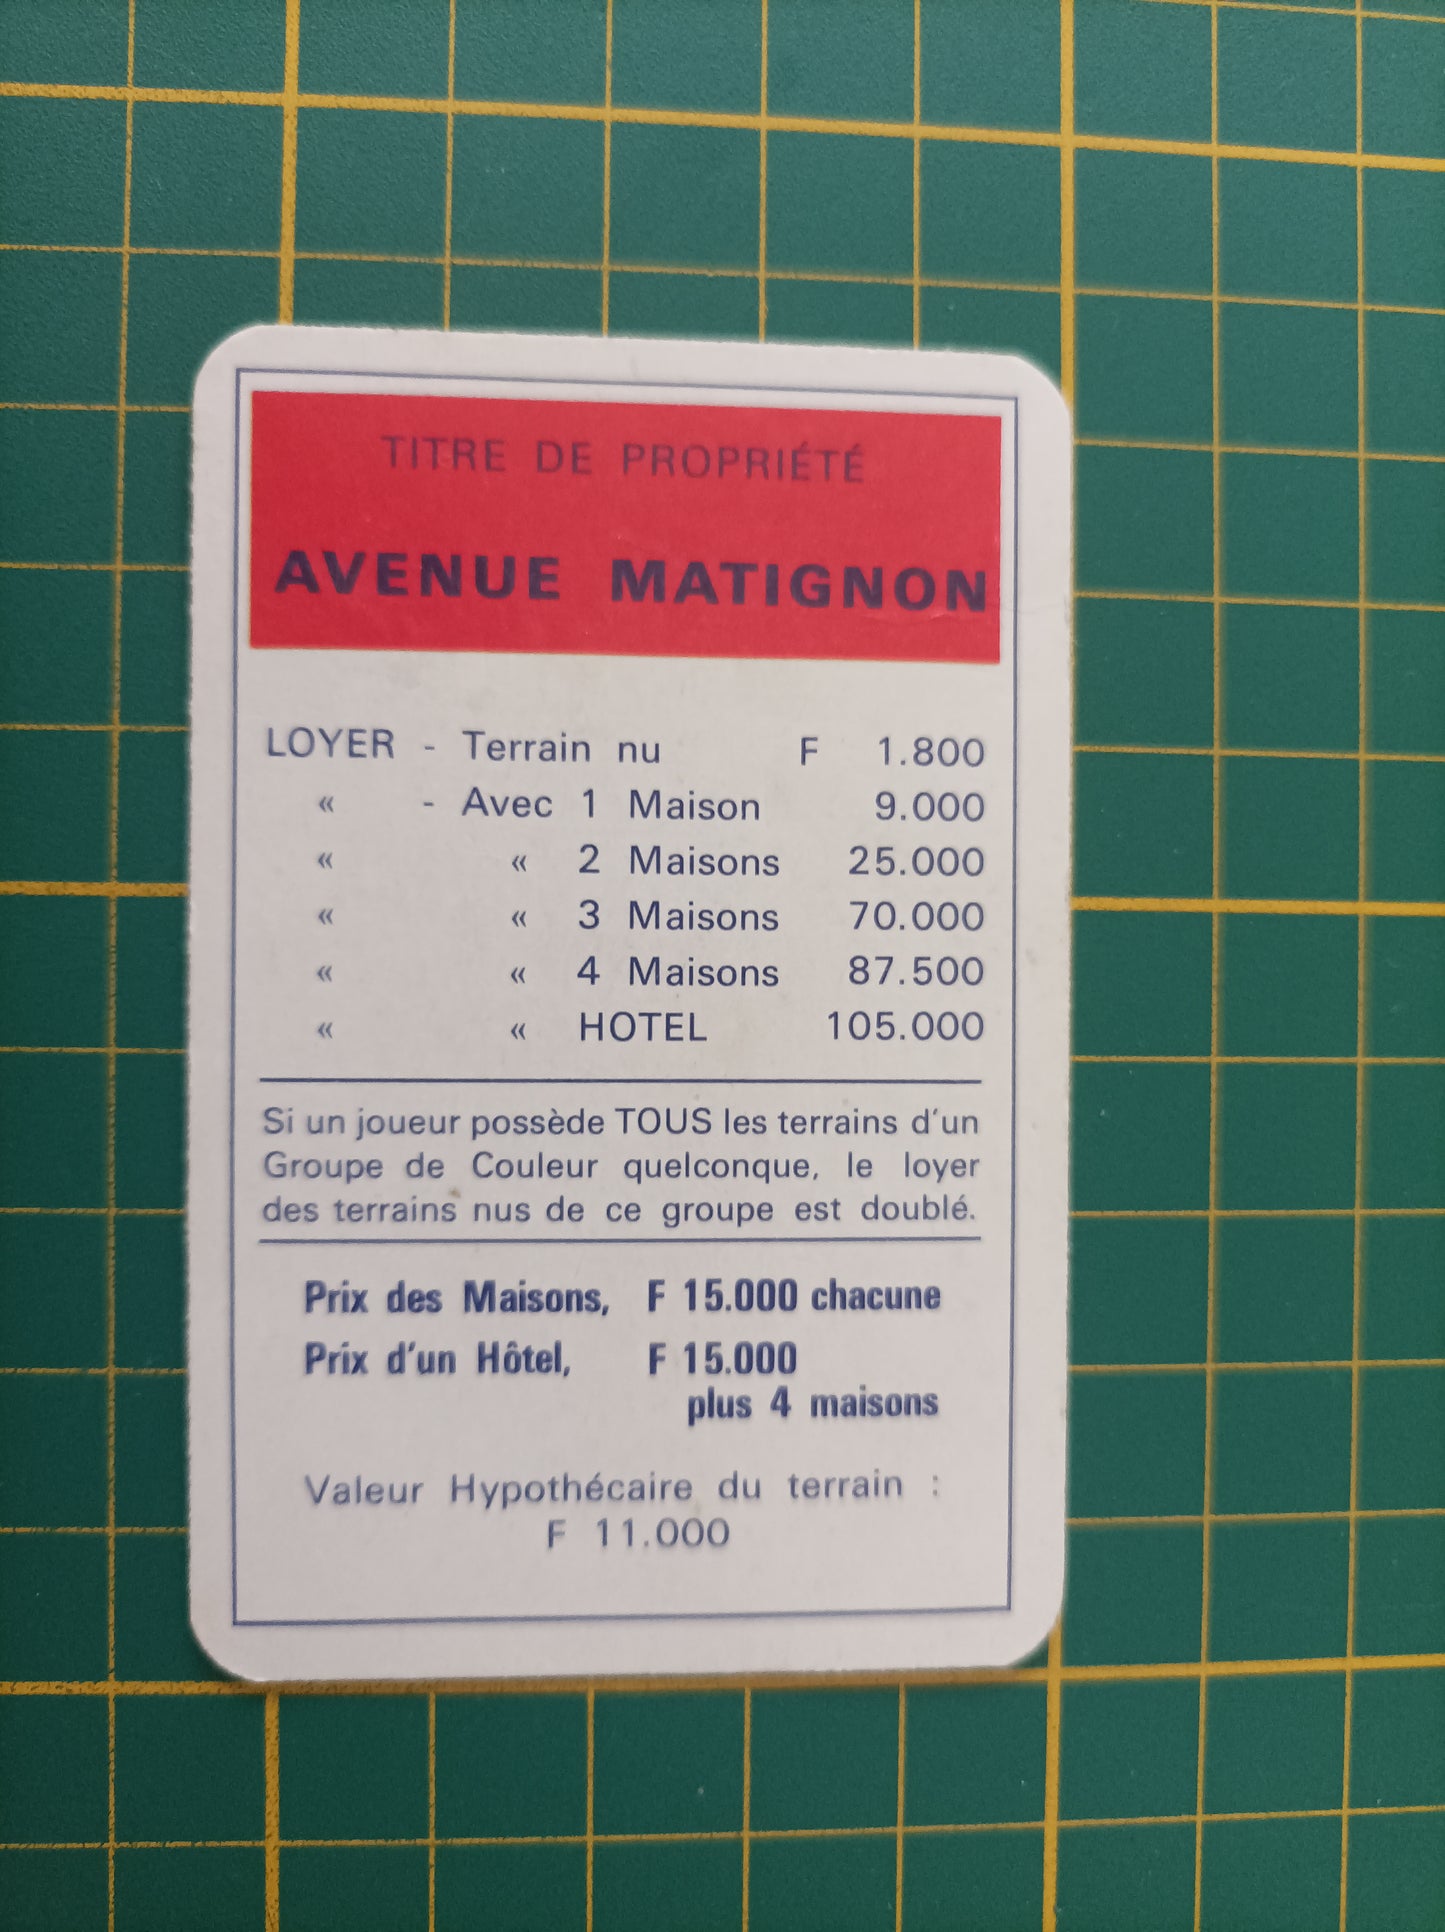 TITRE DE PROPRIÉTÉ
AVENUE MATIGNON
LOYER - Terrain nu F 1.800
« - Avec 1 Maison 9.000
« « 2 Maisons 25.000
« « 3 Maisons 70.000
« « 4 Maisons 87.500
« « HOTEL 105.000
Si un joueur possède TOUS les terrains d'un
Groupe de Couleur quelconque, le loyer
des terrains nus de ce groupe est doublé.
Prix des Maisons, F 15.000 chacune
Prix d'un Hôtel, F 15.000
plus 4 maisons
Valeur Hypothécaire du terrain :
F 11.000